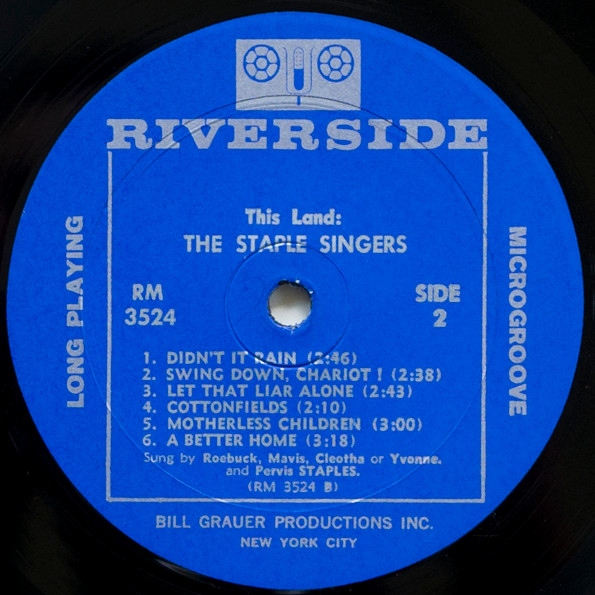 RIVERSIDE
This Land:
THE STAPLE SINGERS
LONG PLAYING
MICROGROOVE
RM
3524
SIDE
2
1. DIDN'T IT RAIN (2:46)
2. SWING DOWN, CHARIOT ! (2:38)
3. LET THAT LIAR ALONE (2:43)
4. COTTONFIELDS (2:10)
5. MOTHERLESS CHILDREN (3:00)
6. A BETTER HOME (3:18)
Sung by Roebuck, Mavis, Cleotha or Yvonne.
and Pervis STAPLES.
(RM 3524 B)
BILL GRAUER PRODUCTIONS INC.
NEW YORK CITY